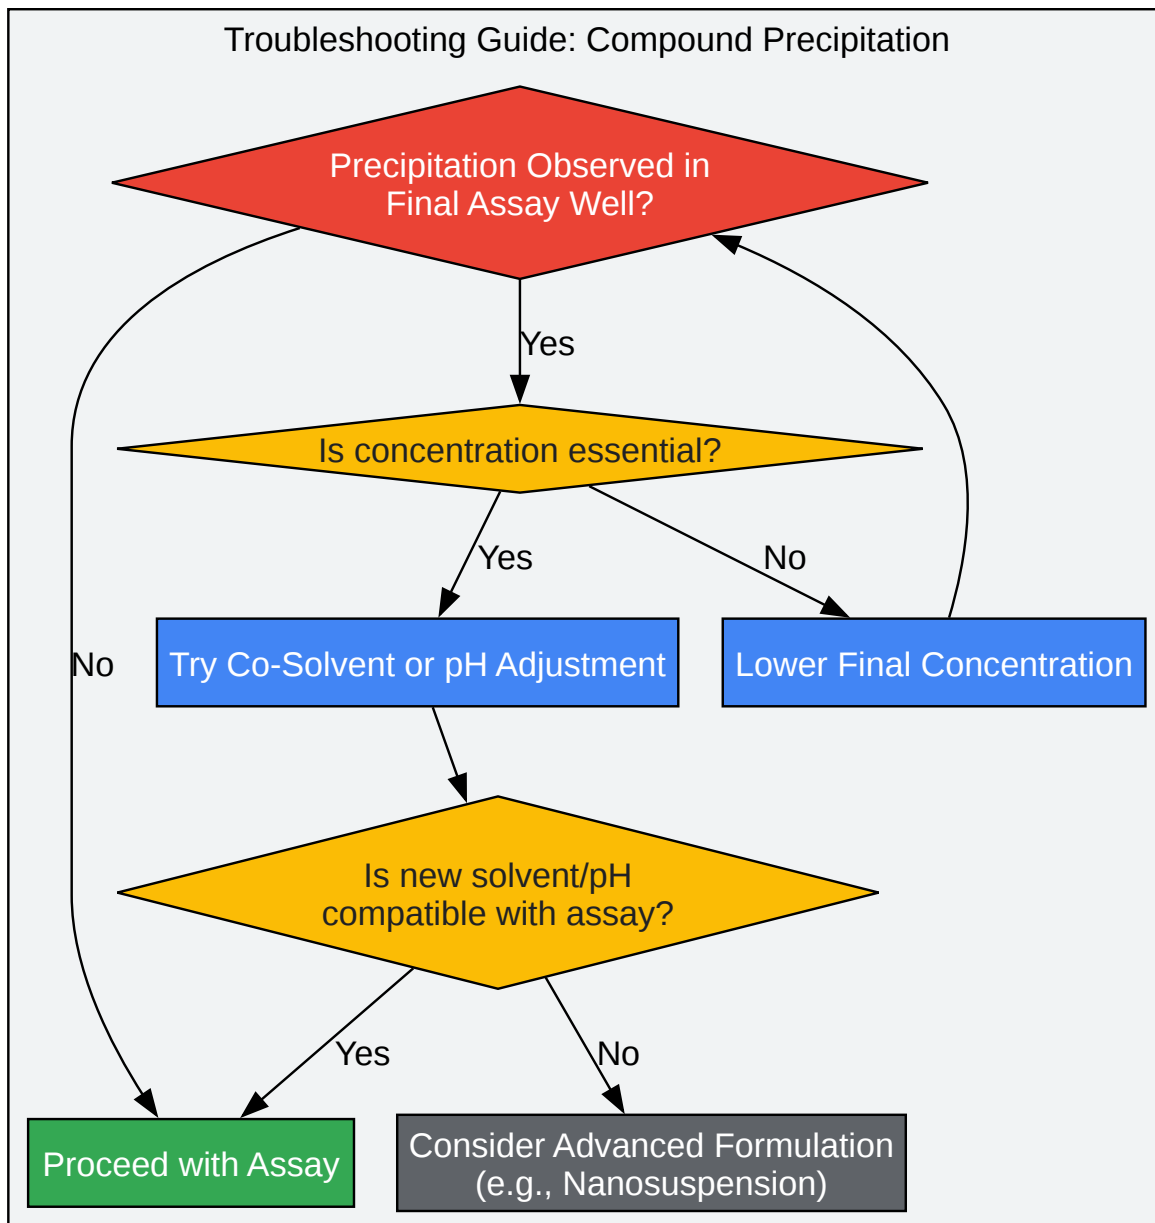 Troubleshooting Guide: Compound Precipitation
Precipitation Observed in
Final Assay Well?
Yes
Is concentration essential?
Yes
No
No
Try Co-Solvent or pH Adjustment
Lower Final Concentration
Is new solvent/pH
compatible with assay?
Yes
No
Proceed with Assay
Consider Advanced Formulation
(e.g., Nanosuspension)